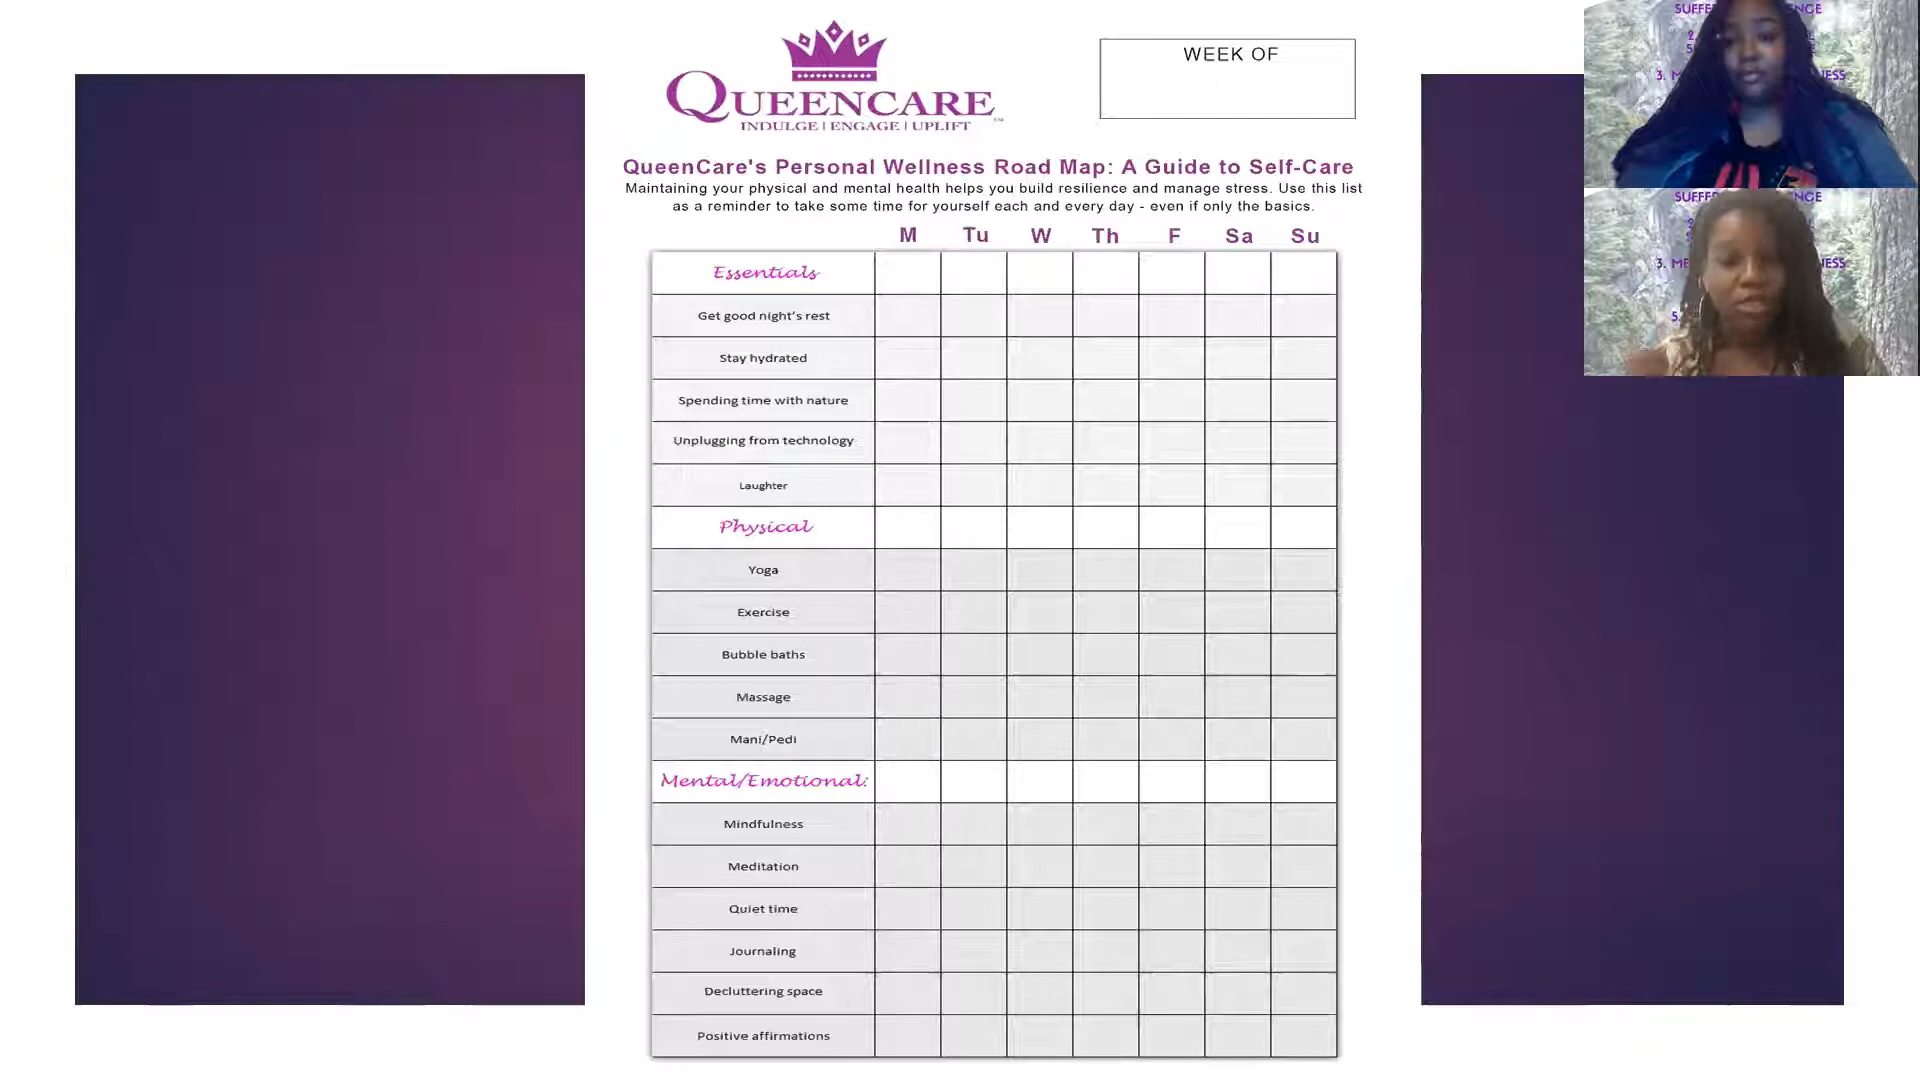 QUEENCARE
INDULGE | ENGAGE | UPLIFT
WEEK OF
QueenCare's Personal Wellness Road Map: A Guide to Self-Care
Maintaining your physical and mental health helps you build resilience and manage stress. Use this list
as a reminder to take some time for yourself each and every day - even if only the basics.
M Tu W Th F Sa Su
Essentials
Get good night's rest
Stay hydrated
Spending time with nature
Unplugging from technology
Laughter
Physical
Yoga
Exercise
Bubble baths
Massage
Mani/Pedi
Mental/Emotional:
Mindfulness
Meditation
Quiet time
Journaling
Decluttering space
Positive affirmations